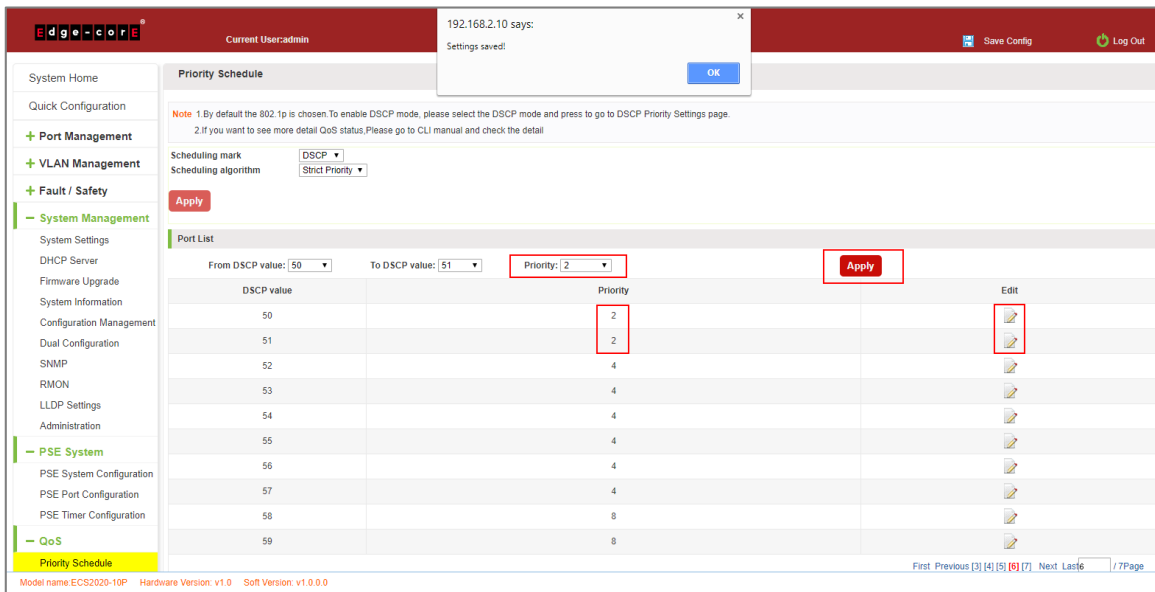 Edge-corE®
Current User:admin
192.168.2.10 says:
Settings saved!
OK
×
Save Config
Log Out
System Home
Quick Configuration
+ Port Management
+ VLAN Management
+ Fault / Safety
− System Management
System Settings
DHCP Server
Firmware Upgrade
System Information
Configuration Management
Dual Configuration
SNMP
RMON
LLDP Settings
Administration
− PSE System
PSE System Configuration
PSE Port Configuration
PSE Timer Configuration
− QoS
Priority Schedule
Priority Schedule
Note 1.By default the 802.1p is chosen.To enable DSCP mode, please select the DSCP mode and press to go to DSCP Priority Settings page.
2.If you want to see more detail QoS status,Please go to CLI manual and check the detail
Scheduling mark DSCP ▼
Scheduling algorithm Strict Priority ▼
Apply
Port List
From DSCP value: 50 ▼ To DSCP value: 51 ▼ Priority: 2 ▼ Apply
DSCP value Priority Edit
50 2
51 2
52 4
53 4
54 4
55 4
56 4
57 4
58 8
59 8
First Previous [3] [4] [5] [6] [7] Next Last 6 / 7Page
Model name:ECS2020-10P Hardware Version: v1.0 Soft Version: v1.0.0.0